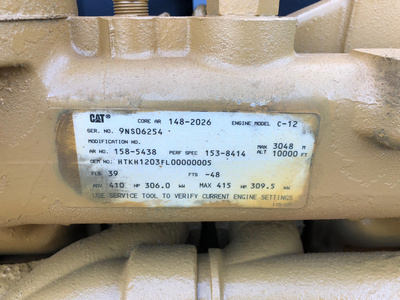 CAT® CORE AR 148-2026 ENGINE MODEL C-12
SER. NO. 9NS06254
MODIFICATION NO. MAX 3048 M
AR NO. 158-5438 PERF SPEC 153-8414 ALT 10000 FT
OEM NO. HTKH1203FL0000000S
FLS 39 FTS -48
ADV 410 HP 306.0 kW MAX 415 HP 309.5 kW
USE SERVICE TOOL TO VERIFY CURRENT ENGINE SETTINGS